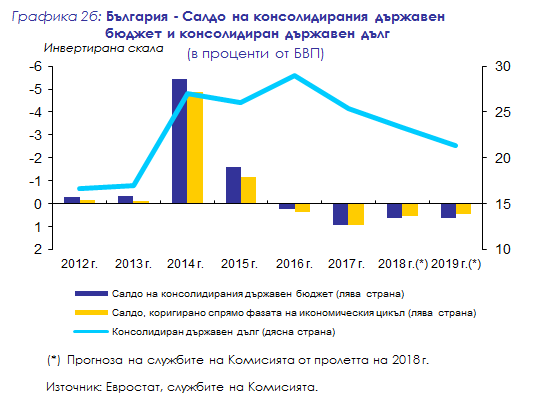 Графика 2б: България - Салдо на консолидирания държавен
бюджет и консолидиран държавен дълг
Инвертирана скала
(в проценти от БВП)
-6
-5
-4
-3
-2
-1
0
1
2
30
25
20
15
10
2012 г. 2013 г. 2014 г. 2015 г. 2016 г. 2017 г. 2018 г.(*) 2019 г.(*)
Салдо на консолидирания държавен бюджет (лява страна)
Салдо, коригирано спрямо фазата на икономическия цикъл (лява страна)
Консолидиран държавен дълг (дясна страна)
(*) Прогноза на службите на Комисията от пролетта на 2018 г.
Източник: Евростат, службите на Комисията.